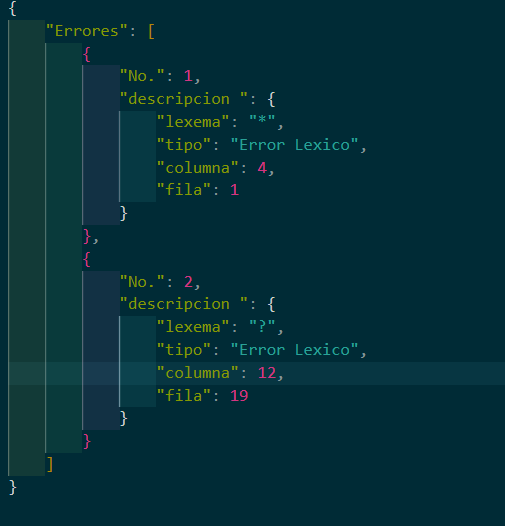 {
    "Errores": [
        {
            "No.": 1,
            "descripcion ": {
                "lexema": "*",
                "tipo": "Error Lexico",
                "columna": 4,
                "fila": 1
            }
        },
        {
            "No.": 2,
            "descripcion ": {
                "lexema": "?",
                "tipo": "Error Lexico",
                "columna": 12,
                "fila": 19
            }
        }
    ]
}